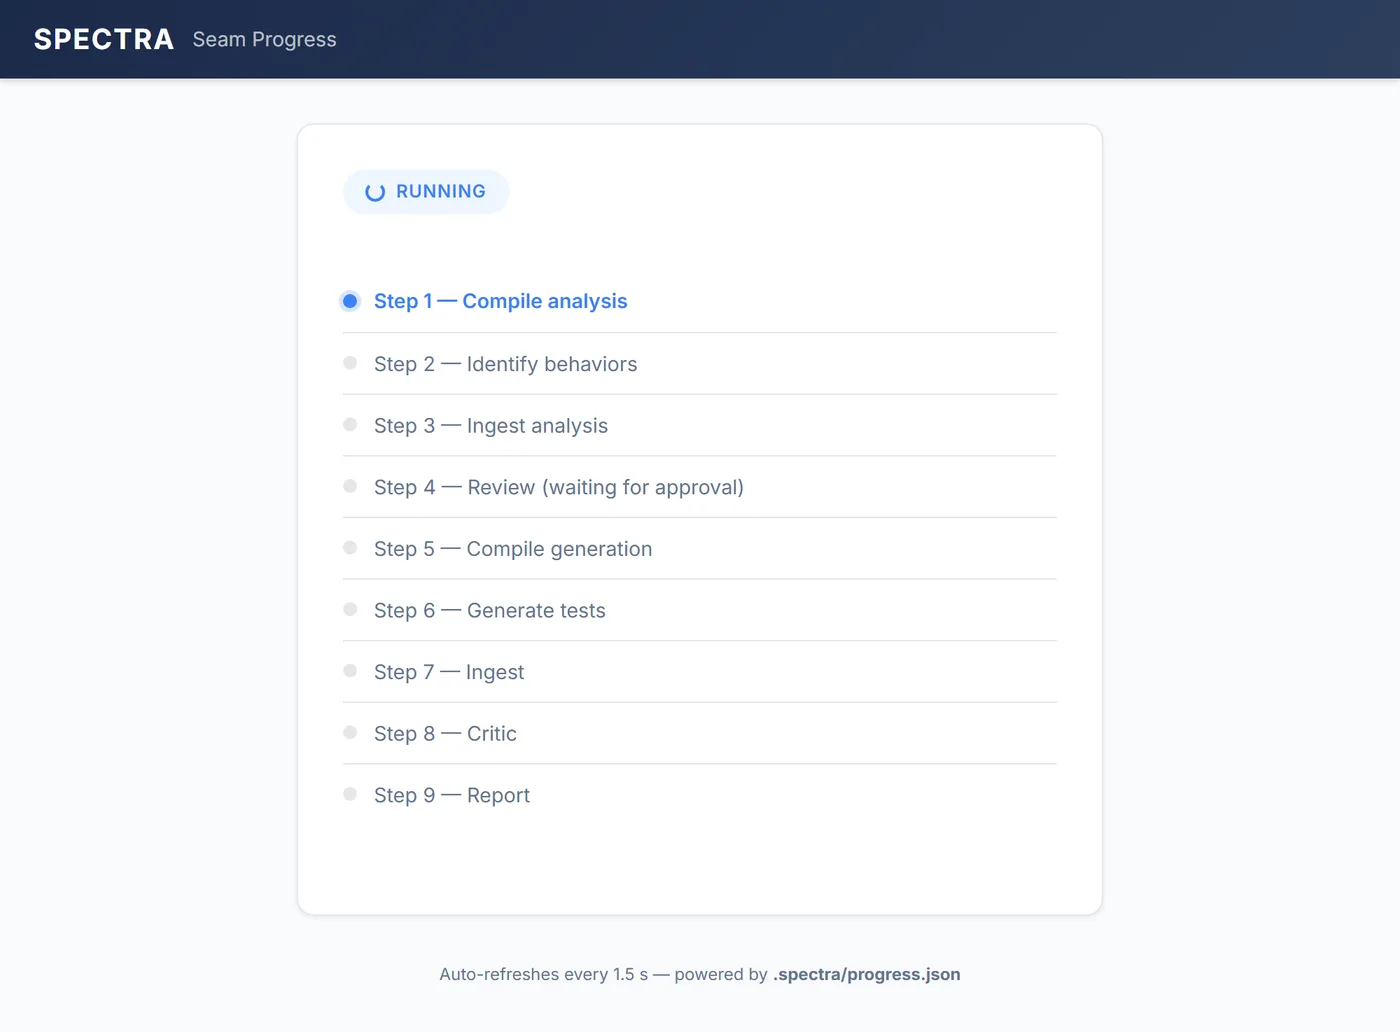 SPECTRA Seam Progress
RUNNING
Step 1 — Compile analysis
Step 2 — Identify behaviors
Step 3 — Ingest analysis
Step 4 — Review (waiting for approval)
Step 5 — Compile generation
Step 6 — Generate tests
Step 7 — Ingest
Step 8 — Critic
Step 9 — Report
Auto-refreshes every 1.5 s — powered by .spectra/progress.json